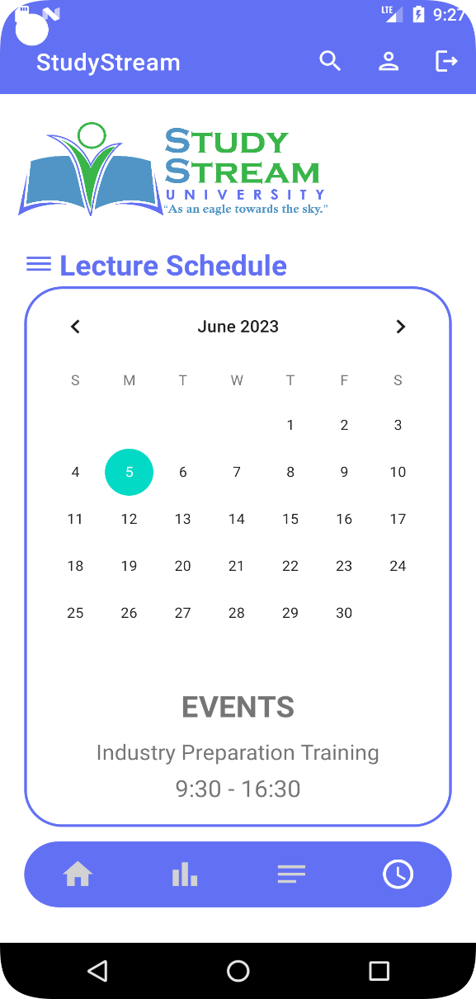 LTE 9:27
StudyStream
STUDY
STREAM
UNIVERSITY
“As an eagle towards the sky.”
Lecture Schedule
June 2023
S M T W T F S
1 2 3
4 5 6 7 8 9 10
11 12 13 14 15 16 17
18 19 20 21 22 23 24
25 26 27 28 29 30
EVENTS
Industry Preparation Training
9:30 - 16:30